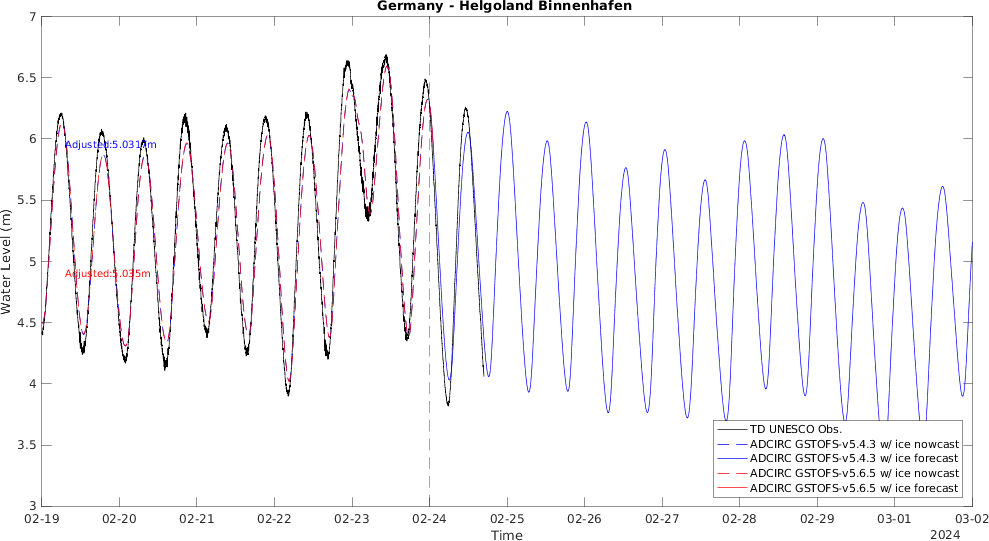 Germany - Helgoland Binnenhafen
7
6.5
6
5.5
5
4.5
4
3.5
3
Water Level (m)
Adjusted:5.0311m
Adjusted:5.035m
TD UNESCO Obs.
ADCIRC GSTOFS-v5.4.3 w/ ice nowcast
ADCIRC GSTOFS-v5.4.3 w/ ice forecast
ADCIRC GSTOFS-v5.6.5 w/ ice nowcast
ADCIRC GSTOFS-v5.6.5 w/ ice forecast
02-19 02-20 02-21 02-22 02-23 02-24 02-25 02-26 02-27 02-28 02-29 03-01 03-02
Time
2024